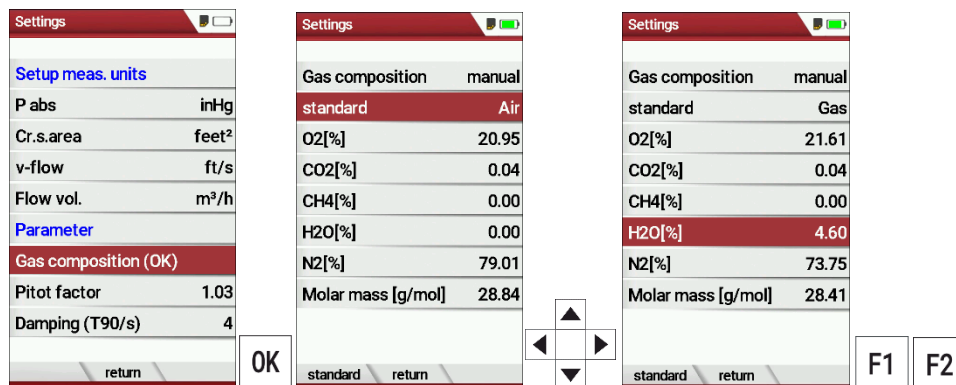 Settings
Setup meas. units
P abs inHg
Cr.s.area feet²
v-flow ft/s
Flow vol. m³/h
Parameter
Gas composition (OK)
Pitot factor 1.03
Damping (T90/s) 4
return
OK
Settings
Gas composition manual
standard Air
O2[%] 20.95
CO2[%] 0.04
CH4[%] 0.00
H2O[%] 0.00
N2[%] 79.01
Molar mass [g/mol] 28.84
standard return
Settings
Gas composition manual
standard Gas
O2[%] 21.61
CO2[%] 0.04
CH4[%] 0.00
H2O[%] 4.60
N2[%] 73.75
Molar mass [g/mol] 28.41
standard return
F1 F2